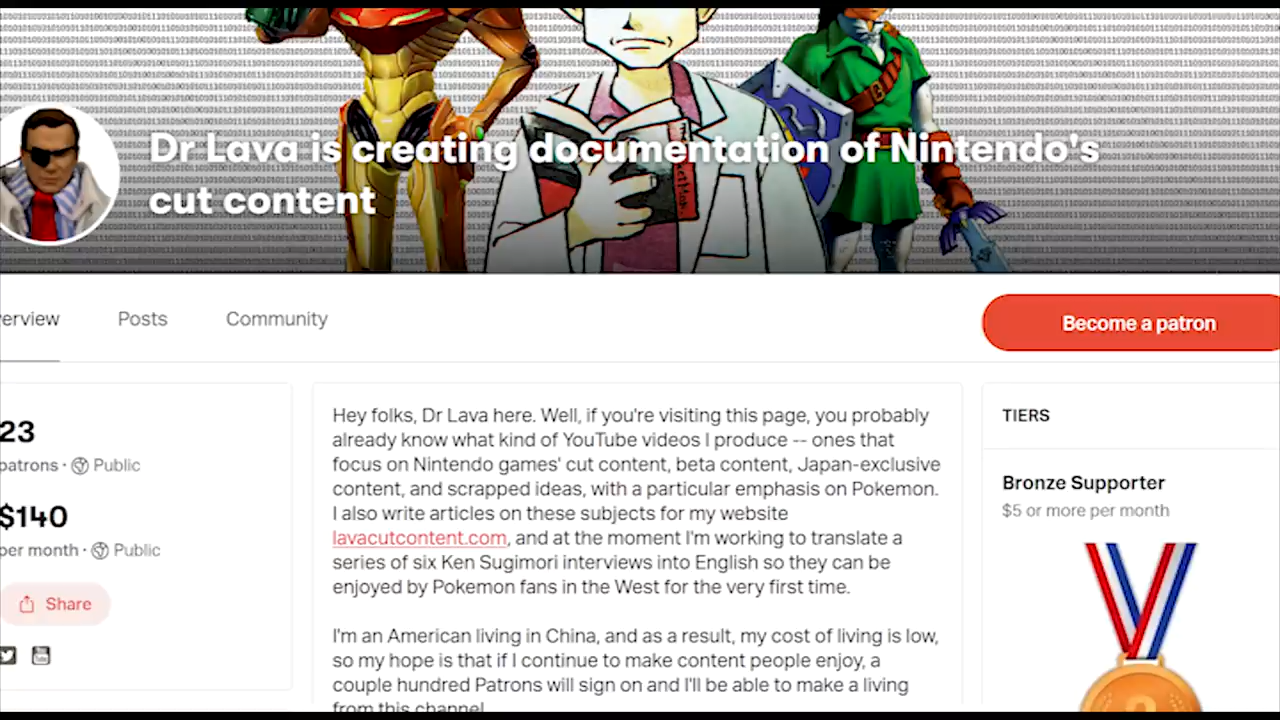 Dr Lava is creating documentation of Nintendo's
cut content
erview
Posts
Community
Become a patron
23
patrons · Public
$140
per month · Public
Share
Hey folks, Dr Lava here. Well, if you're visiting this page, you probably
already know what kind of YouTube videos I produce -- ones that
focus on Nintendo games' cut content, beta content, Japan-exclusive
content, and scrapped ideas, with a particular emphasis on Pokemon.
I also write articles on these subjects for my website
lavacutcontent.com, and at the moment I'm working to translate a
series of six Ken Sugimori interviews into English so they can be
enjoyed by Pokemon fans in the West for the very first time.
I'm an American living in China, and as a result, my cost of living is low,
so my hope is that if I continue to make content people enjoy, a
couple hundred Patrons will sign on and I'll be able to make a living
from this channel
TIERS
Bronze Supporter
$5 or more per month